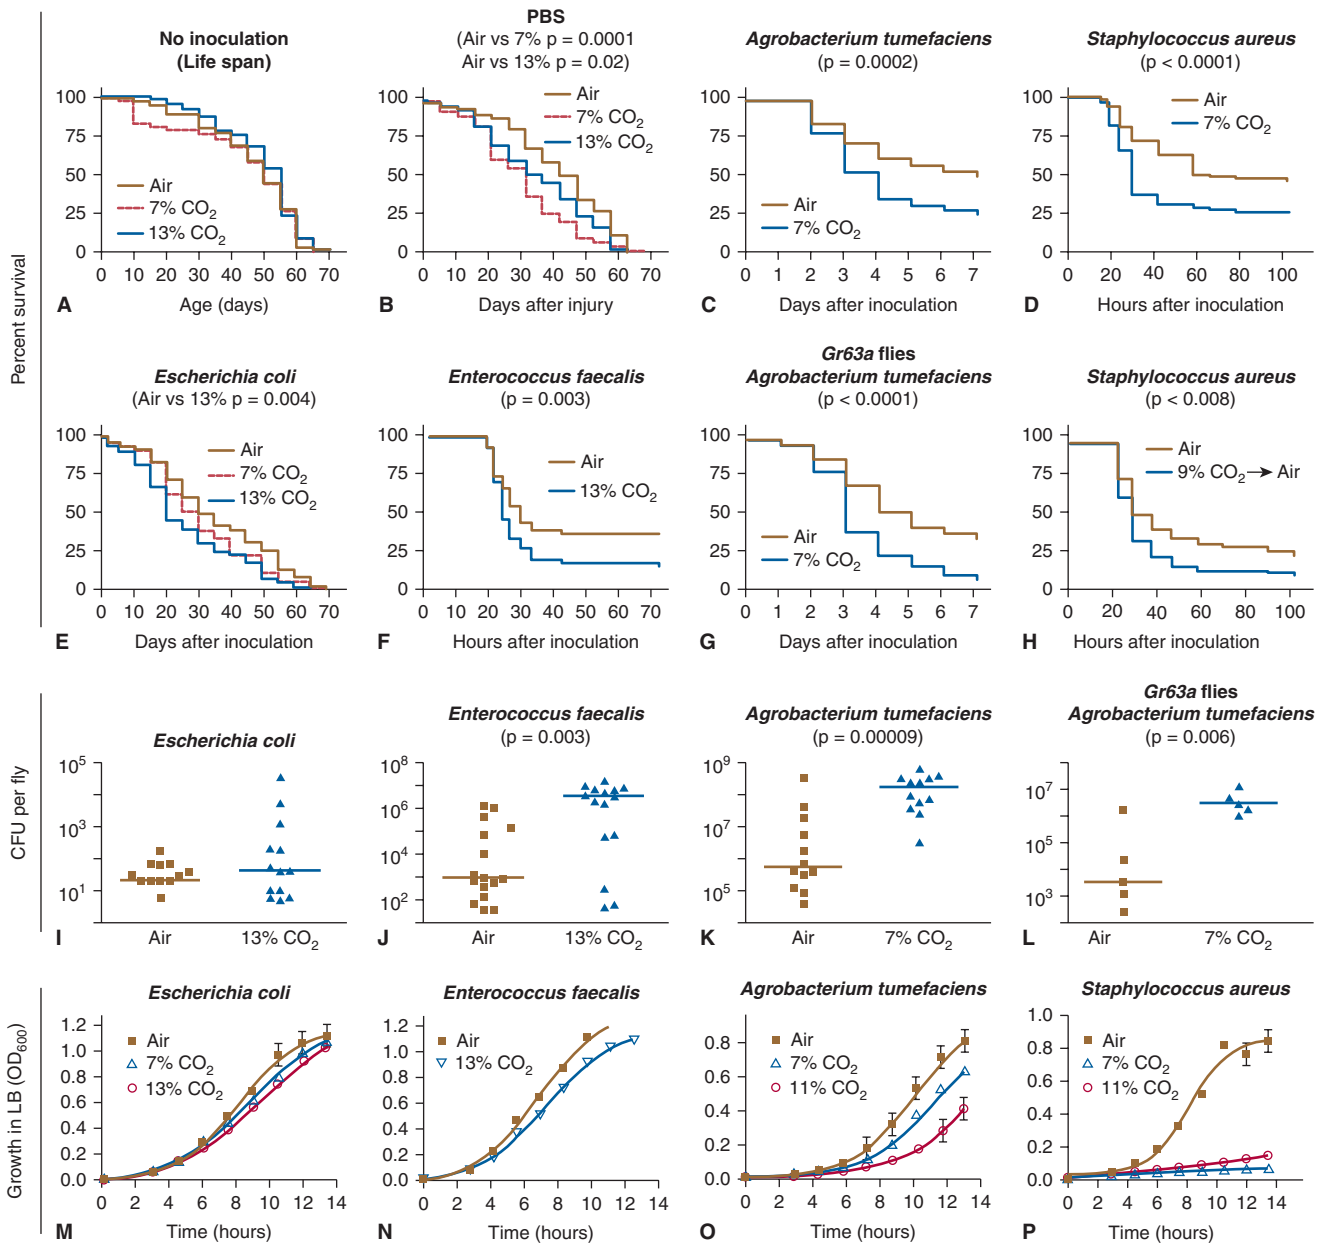 Percent survival
No inoculation
(Life span)
100
75
50
25
0
Air
7% CO2
13% CO2
0 10 20 30 40 50 60 70
A Age (days)
PBS
(Air vs 7% p = 0.0001
Air vs 13% p = 0.02)
100
75
50
25
0
Air
7% CO2
13% CO2
0 10 20 30 40 50 60 70
B Days after injury
Agrobacterium tumefaciens
(p = 0.0002)
100
75
50
25
0
Air
7% CO2
0 1 2 3 4 5 6 7
C Days after inoculation
Staphylococcus aureus
(p < 0.0001)
100
75
50
25
0
Air
7% CO2
0 20 40 60 80 100
D Hours after inoculation
Escherichia coli
(Air vs 13% p = 0.004)
100
75
50
25
0
Air
7% CO2
13% CO2
0 10 20 30 40 50 60 70
E Days after inoculation
Enterococcus faecalis
(p = 0.003)
100
75
50
25
0
Air
13% CO2
0 10 20 30 40 50 60 70
F Hours after inoculation
Gr63a flies
Agrobacterium tumefaciens
(p < 0.0001)
100
75
50
25
0
Air
7% CO2
0 1 2 3 4 5 6 7
G Days after inoculation
Staphylococcus aureus
(p < 0.008)
100
75
50
25
0
Air
9% CO2 → Air
0 20 40 60 80 100
H Hours after inoculation
CFU per fly
Escherichia coli
10^5
10^3
10^1
I Air 13% CO2
Enterococcus faecalis
(p = 0.003)
10^8
10^6
10^4
10^2
J Air 13% CO2
Agrobacterium tumefaciens
(p = 0.00009)
10^9
10^7
10^5
K Air 7% CO2
Gr63a flies
Agrobacterium tumefaciens
(p = 0.006)
10^7
10^5
10^3
L Air 7% CO2
Growth in LB (OD600)
Escherichia coli
1.2
1.0
0.8
0.6
0.4
0.2
0.0
Air
7% CO2
13% CO2
0 2 4 6 8 10 12 14
M Time (hours)
Enterococcus faecalis
1.2
1.0
0.8
0.6
0.4
0.2
0.0
Air
13% CO2
0 2 4 6 8 10 12 14
N Time (hours)
Agrobacterium tumefaciens
0.8
0.6
0.4
0.2
0.0
Air
7% CO2
11% CO2
0 2 4 6 8 10 12 14
O Time (hours)
Staphylococcus aureus
1.0
0.8
0.6
0.4
0.2
0.0
Air
7% CO2
11% CO2
0 2 4 6 8 10 12 14
P Time (hours)